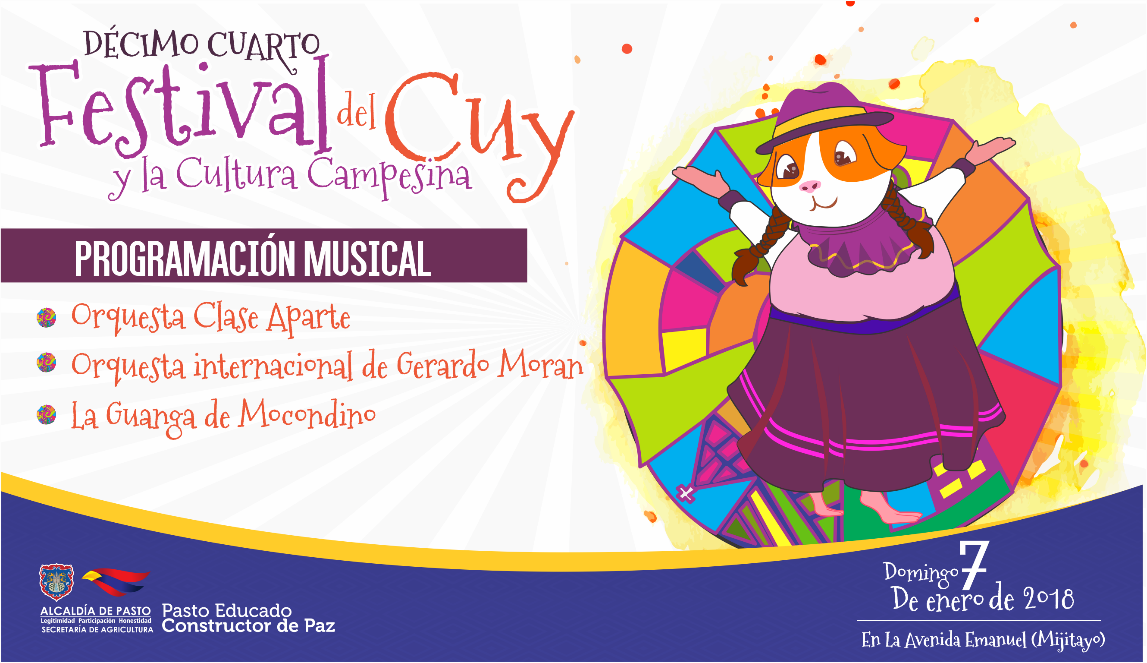 DÉCIMO CUARTO
Festival del Cuy
y la Cultura Campesina
PROGRAMACIÓN MUSICAL
Orquesta Clase Aparte
Orquesta internacional de Gerardo Moran
La Guanga de Mocondino
Domingo 7
De enero de 2018
En La Avenida Emanuel (Mijitayo)
ALCALDÍA DE PASTO
Legitimidad Participación Honestidad
SECRETARÍA DE AGRICULTURA
Pasto Educado
Constructor de Paz